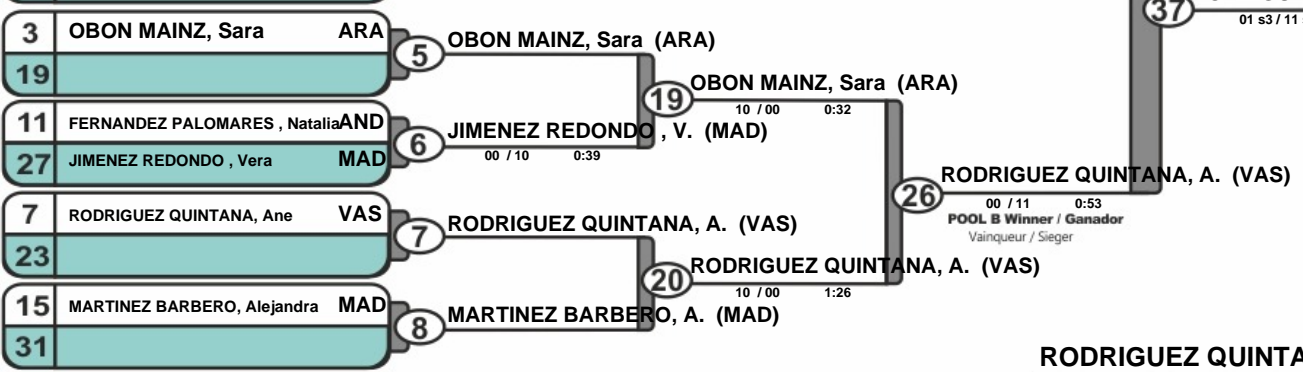 3 OBON MAINZ, Sara ARA
19
5
OBON MAINZ, Sara (ARA)
11 FERNANDEZ PALOMARES , Natalia AND
27 JIMENEZ REDONDO , Vera MAD
6
JIMENEZ REDONDO , V. (MAD)
00 / 10 0:39
19
OBON MAINZ, Sara (ARA)
10 / 00 0:32
7 RODRIGUEZ QUINTANA, Ane VAS
23
7
RODRIGUEZ QUINTANA, A. (VAS)
15 MARTINEZ BARBERO, Alejandra MAD
31
8
MARTINEZ BARBERO, A. (MAD)
20
RODRIGUEZ QUINTANA, A. (VAS)
10 / 00 1:26
26
RODRIGUEZ QUINTANA, A. (VAS)
00 / 11 0:53
POOL B Winner / Ganador
Vainqueur / Sieger
37
01 s3 / 11
RODRIGUEZ QUINTA